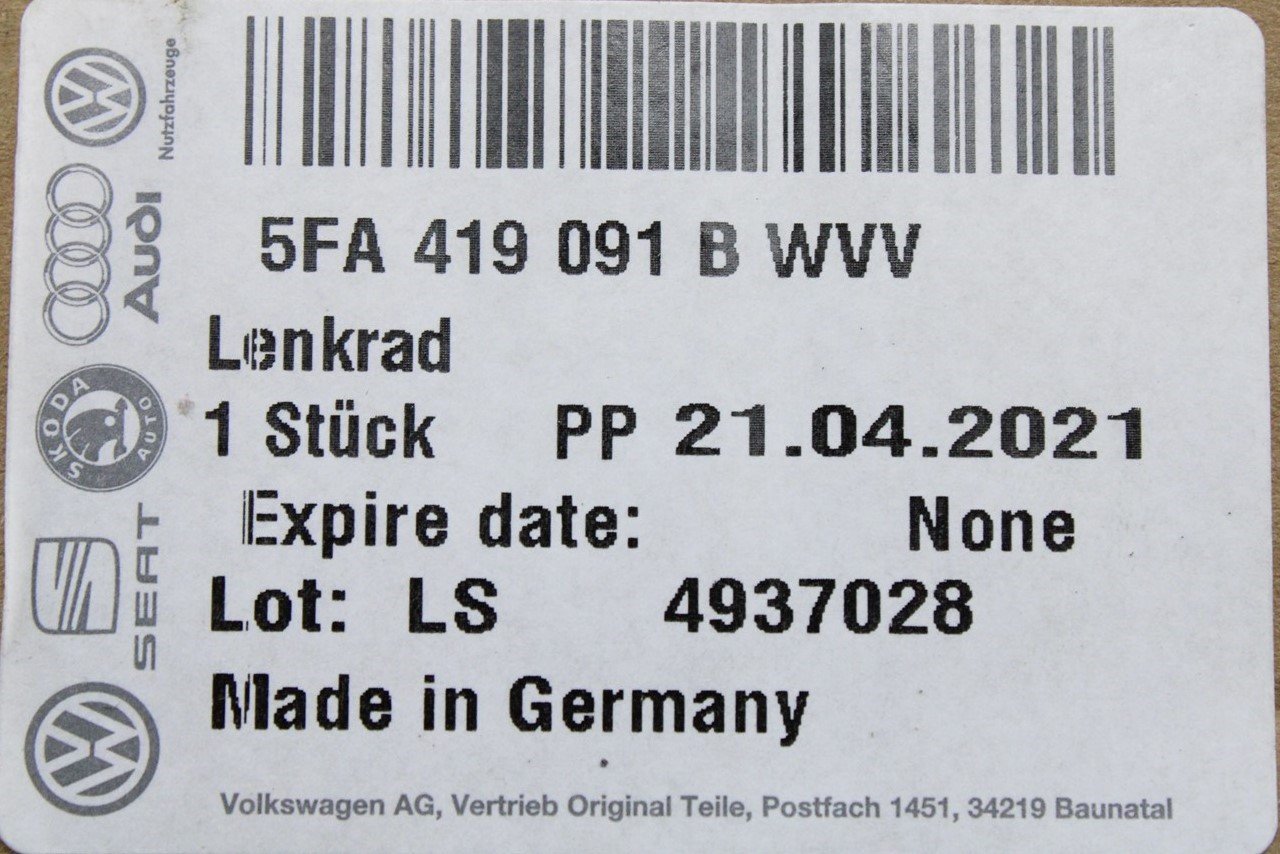 5FA 419 091 B WVV
Lenkrad
1 Stück PP 21.04.2021
Expire date: None
Lot: LS 4937028
Made in Germany
Volkswagen AG, Vertrieb Original Teile, Postfach 1451, 34219 Baunatal
Nutzfahrzeuge
Audi
SKODA AUTO
SEAT